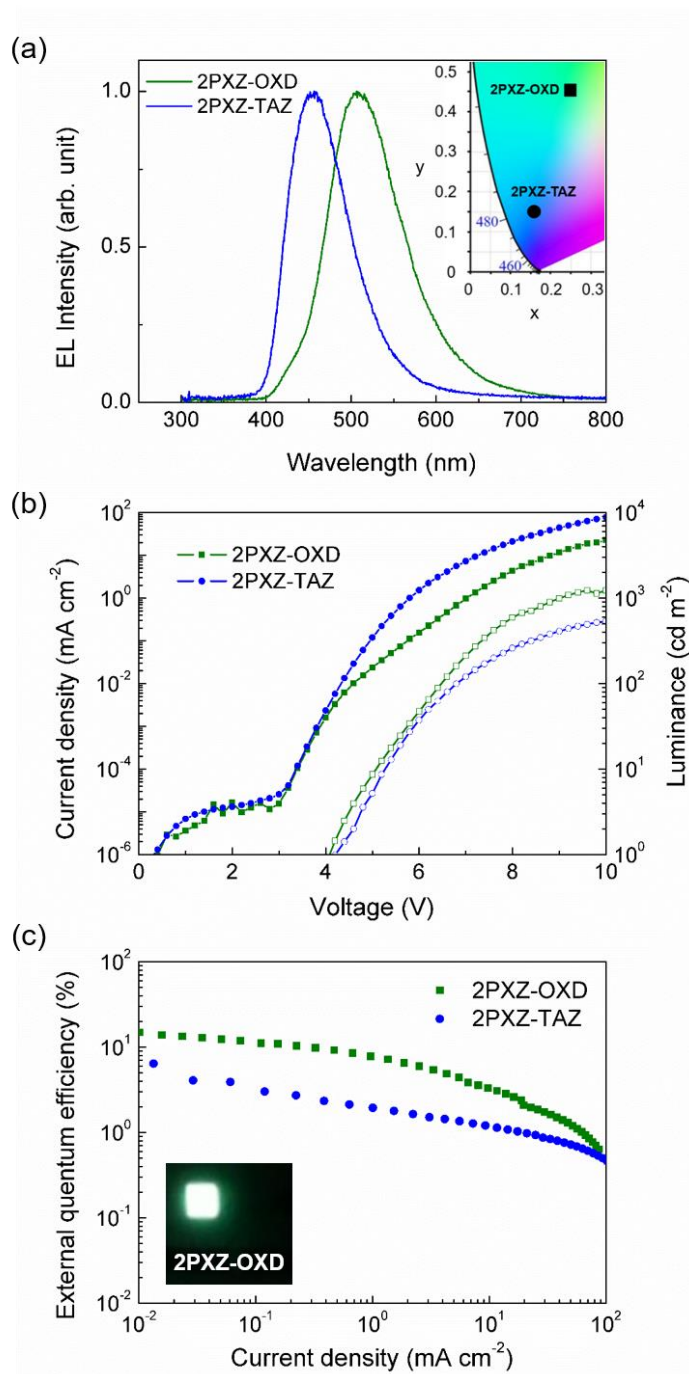 (a)
2PXZ-OXD
2PXZ-TAZ
EL Intensity (arb. unit)
1.0
0.5
0.0
300 400 500 600 700 800
Wavelength (nm)
0.5
0.4
0.3
0.2
0.1
0
y
2PXZ-OXD
2PXZ-TAZ
480
460
0 0.1 0.2 0.3
x
(b)
2PXZ-OXD
2PXZ-TAZ
Current density (mA cm⁻²)
10²
10⁰
10⁻²
10⁻⁴
10⁻⁶
Luminance (cd m⁻²)
10⁴
10³
10²
10¹
10⁰
0 2 4 6 8 10
Voltage (V)
(c)
2PXZ-OXD
2PXZ-TAZ
External quentum efficiency (%)
10²
10¹
10⁰
10⁻¹
10⁻²
2PXZ-OXD
10⁻² 10⁻¹ 10⁰ 10¹ 10²
Current density (mA cm⁻²)